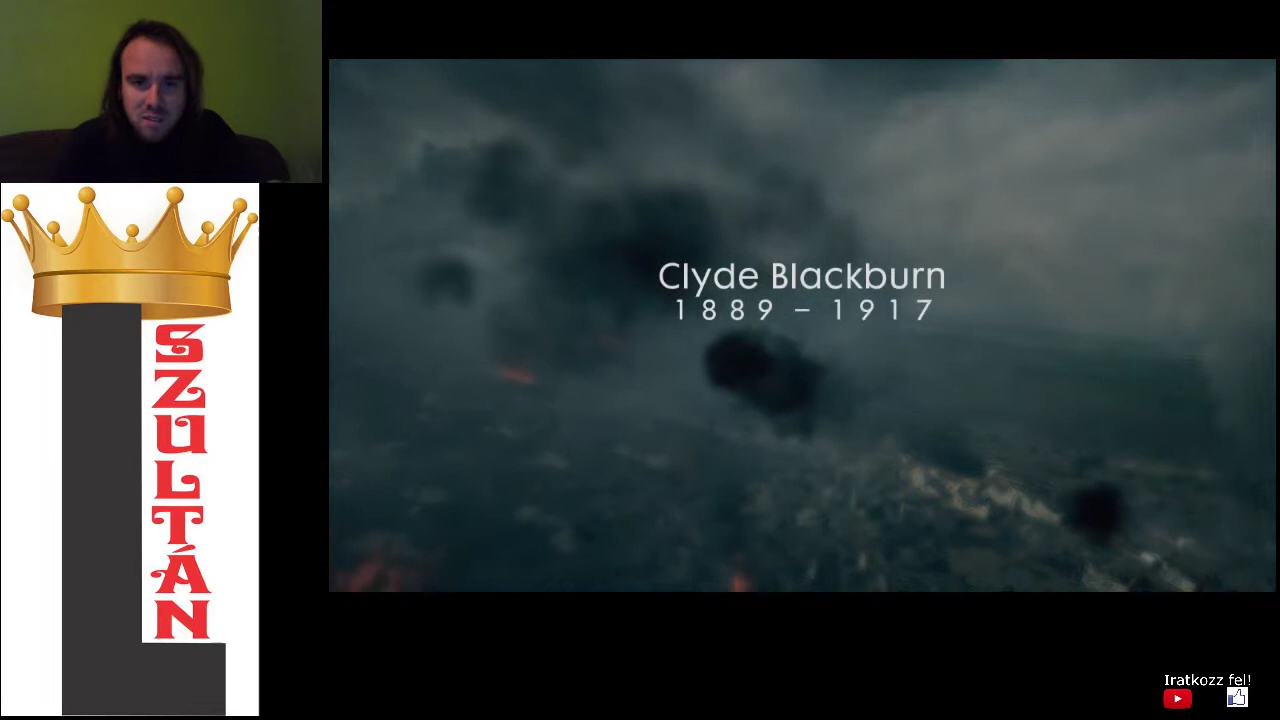 Clyde Blackburn
1889 – 1917
L
SZULTÁN
Iratkozz fel!